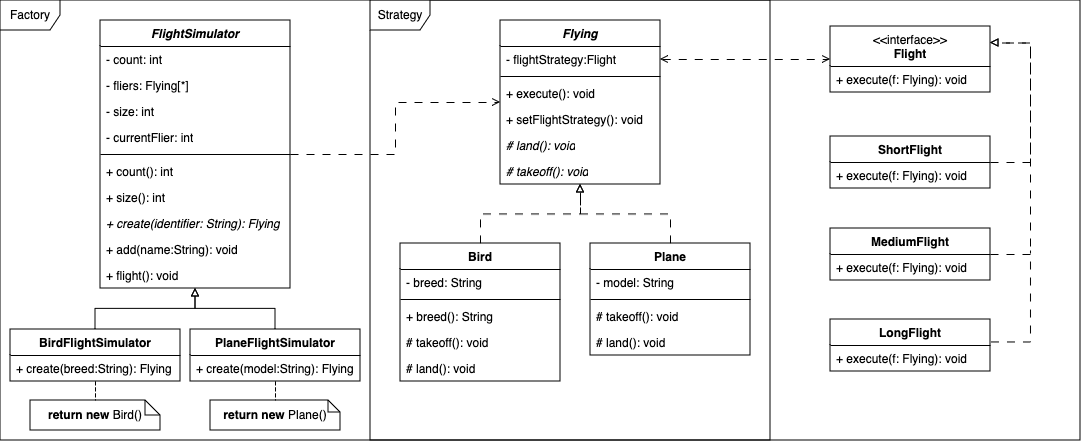 Factory
FlightSimulator
- count: int
- fliers: Flying[*]
- size: int
- currentFlier: int
+ count(): int
+ size(): int
+ create(identifier: String): Flying
+ add(name:String): void
+ flight(): void
BirdFlightSimulator
+ create(breed:String): Flying
return new Bird()
PlaneFlightSimulator
+ create(model:String): Flying
return new Plane()
Strategy
Flying
- flightStrategy:Flight
+ execute(): void
+ setFlightStrategy(): void
# land(): void
# takeoff(): void
Bird
- breed: String
+ breed(): String
# takeoff(): void
# land(): void
Plane
- model: String
# takeoff(): void
# land(): void
<<interface>>
Flight
+ execute(f: Flying): void
ShortFlight
+ execute(f: Flying): void
MediumFlight
+ execute(f: Flying): void
LongFlight
+ execute(f: Flying): void